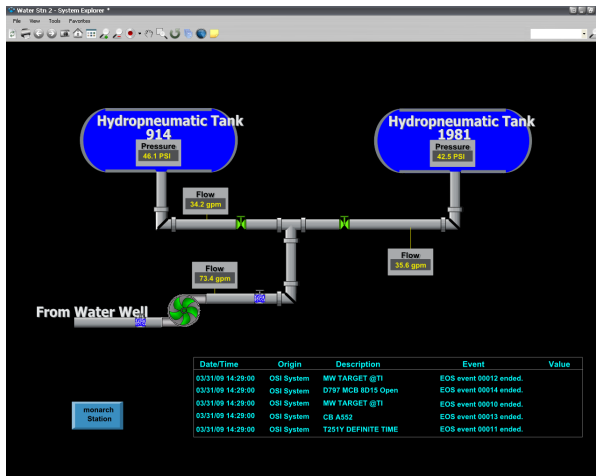 Water Stn 2 - System Explorer *
File View Tools Favorites
Hydropneumatic Tank
914
Pressure
46.1 PSI
Hydropneumatic Tank
1981
Pressure
42.5 PSI
Flow
34.2 gpm
Flow
35.6 gpm
Flow
73.4 gpm
From Water Well
Date/Time Origin Description Event Value
03/31/09 14:29:00 OSI System MW TARGET @TI EOS event 00012 ended.
03/31/09 14:29:00 OSI System D797 MCB 8D15 Open EOS event 00014 ended.
03/31/09 14:29:00 OSI System MW TARGET @TI EOS event 00010 ended.
03/31/09 14:29:00 OSI System CB A552 EOS event 00013 ended.
03/31/09 14:29:00 OSI System T251Y DEFINITE TIME EOS event 00011 ended.
monarch
Station